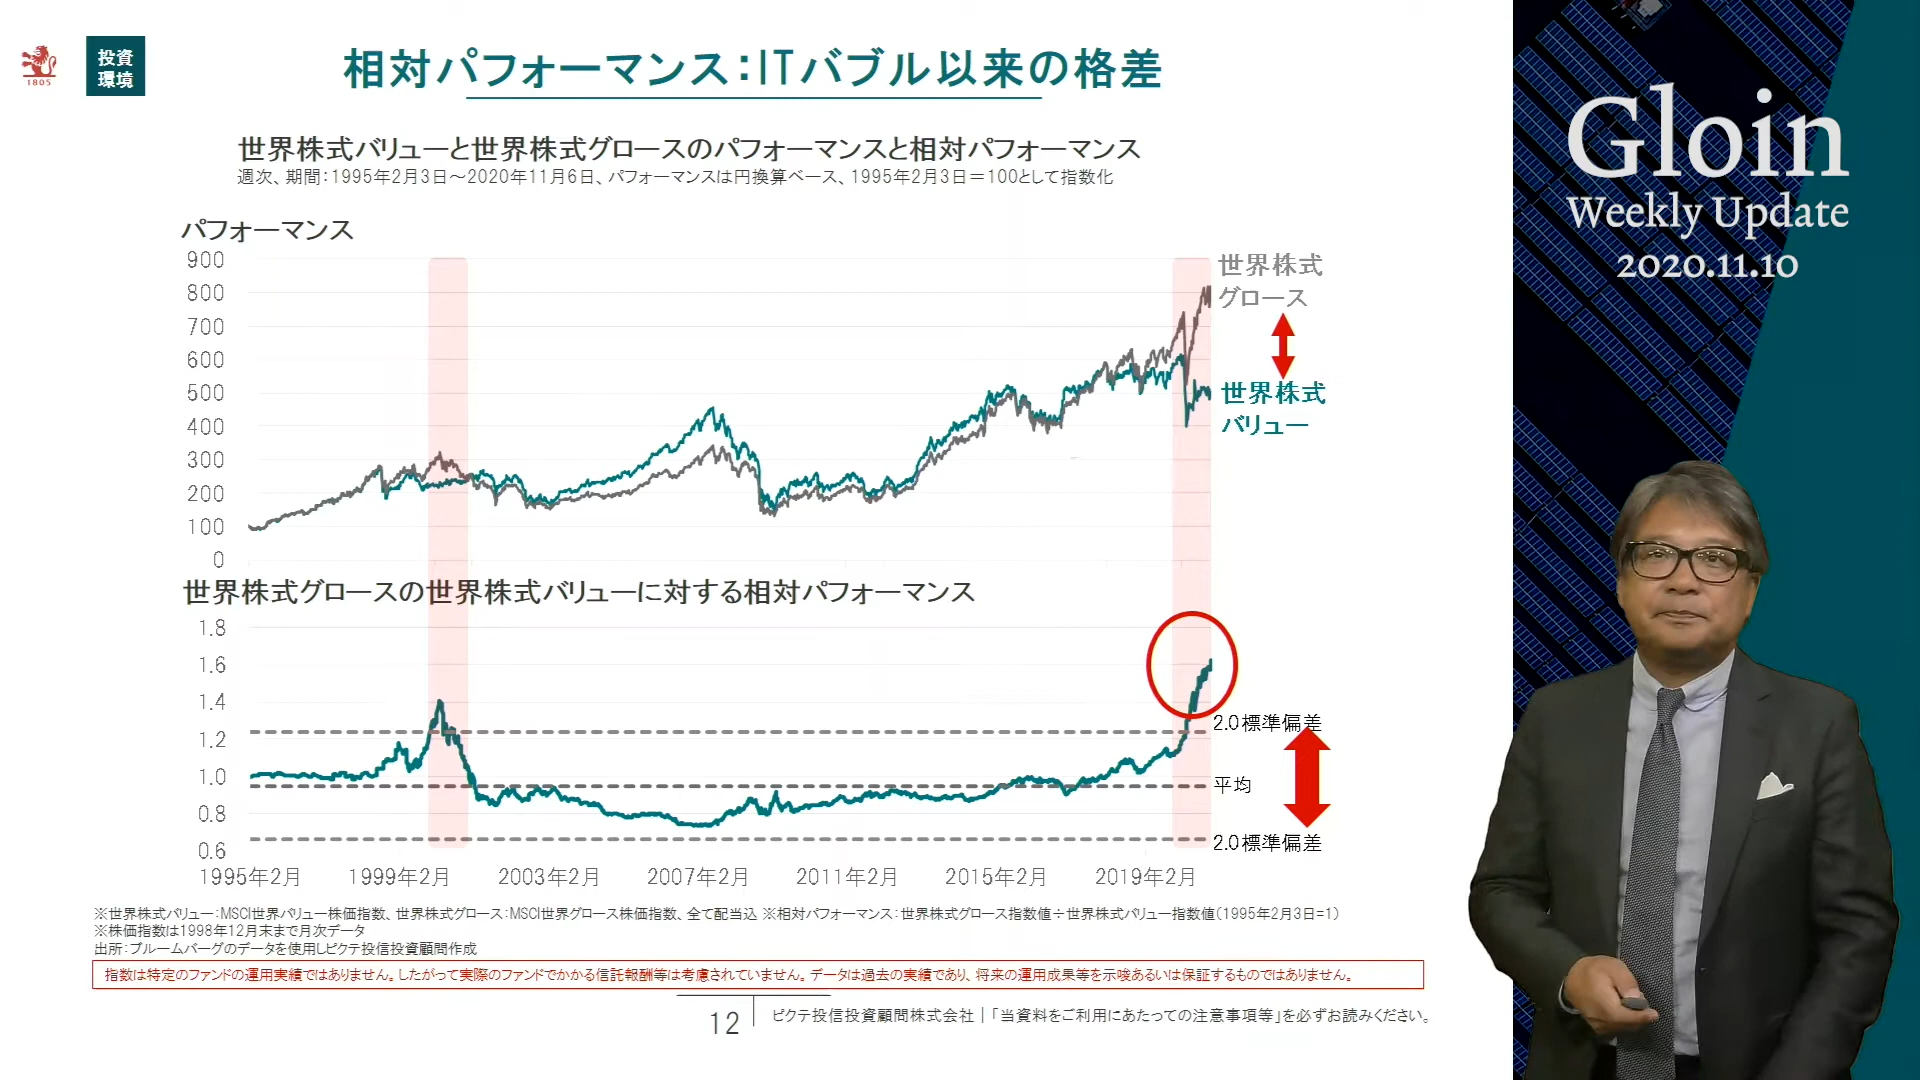 1805
投資
環境
相対パフォーマンス：ITバブル以来の格差
世界株式バリューと世界株式グロースのパフォーマンスと相対パフォーマンス
週次、期間：1995年2月3日～2020年11月6日、パフォーマンスは円換算ベース、1995年2月3日＝100として指数化
パフォーマンス
900
800
700
600
500
400
300
200
100
0
世界株式
グロース
世界株式
バリュー
世界株式グロースの世界株式バリューに対する相対パフォーマンス
1.8
1.6
1.4
1.2
1.0
0.8
0.6
2.0標準偏差
平均
2.0標準偏差
1995年2月 1999年2月 2003年2月 2007年2月 2011年2月 2015年2月 2019年2月
※世界株式バリュー：MSCI世界バリュー株価指数、世界株式グロース：MSCI世界グロース株価指数、全て配当込 ※相対パフォーマンス：世界株式グロース指数値÷世界株式バリュー指数値（1995年2月3日=1）
※株価指数は1998年12月末まで月次データ
出所：ブルームバーグのデータを使用しピクテ投信投資顧問作成
指数は特定のファンドの運用実績ではありません。したがって実際のファンドでかかる信託報酬等は考慮されていません。データは過去の実績であり、将来の運用成果等を示唆あるいは保証するものではありません。
12
ピクテ投信投資顧問株式会社｜「当資料をご利用にあたっての注意事項等」を必ずお読みください。
Gloin
Weekly Update
2020.11.10